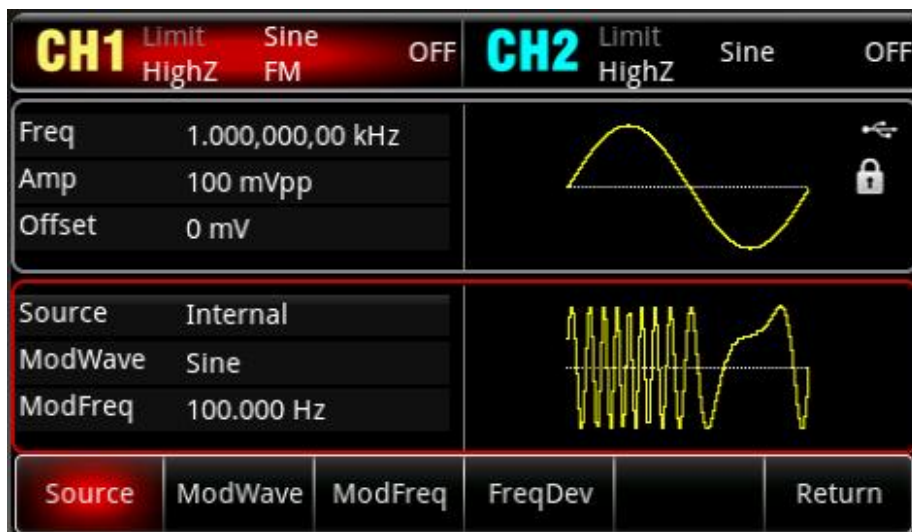 CH1 Limit Sine OFF CH2 Limit Sine OFF
HighZ FM HighZ
Freq 1.000,000,00 kHz
Amp 100 mVpp
Offset 0 mV
Source Internal
ModWave Sine
ModFreq 100.000 Hz
Source ModWave ModFreq FreqDev Return